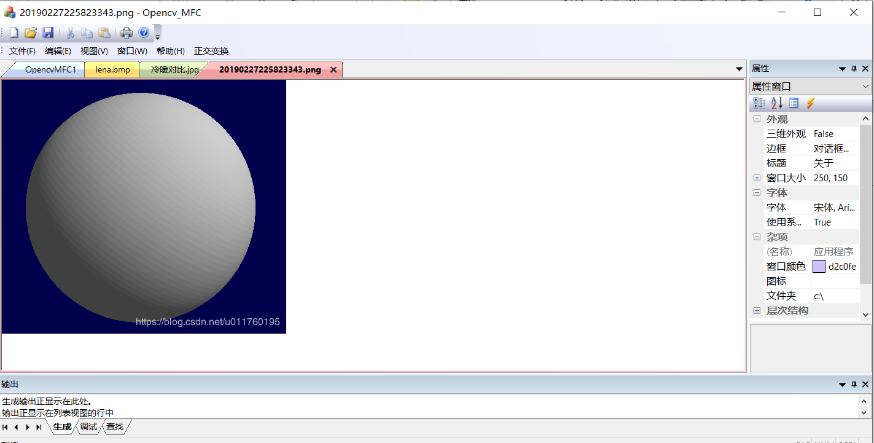 20190227225823343.png - Opencv_MFC
文件(F) 编辑(E) 视图(V) 窗口(W) 帮助(H) 正交变换
OpencvMFC1 lena.bmp 冷暖对比.jpg 20190227225823343.png
https://blog.csdn.net/u011760195
属性
属性窗口
外观
三维外观 False
边框 对话框...
标题 关于
窗口大小 250, 150
字体
字体 宋体, Ari...
使用系... True
杂项
(名称) 应用程序
窗口颜色 d2c0fe
图标
文件夹 c:\
层次结构
输出
生成输出正显示在此处。
输出正显示在列表视图的行中
生成 调试 查找